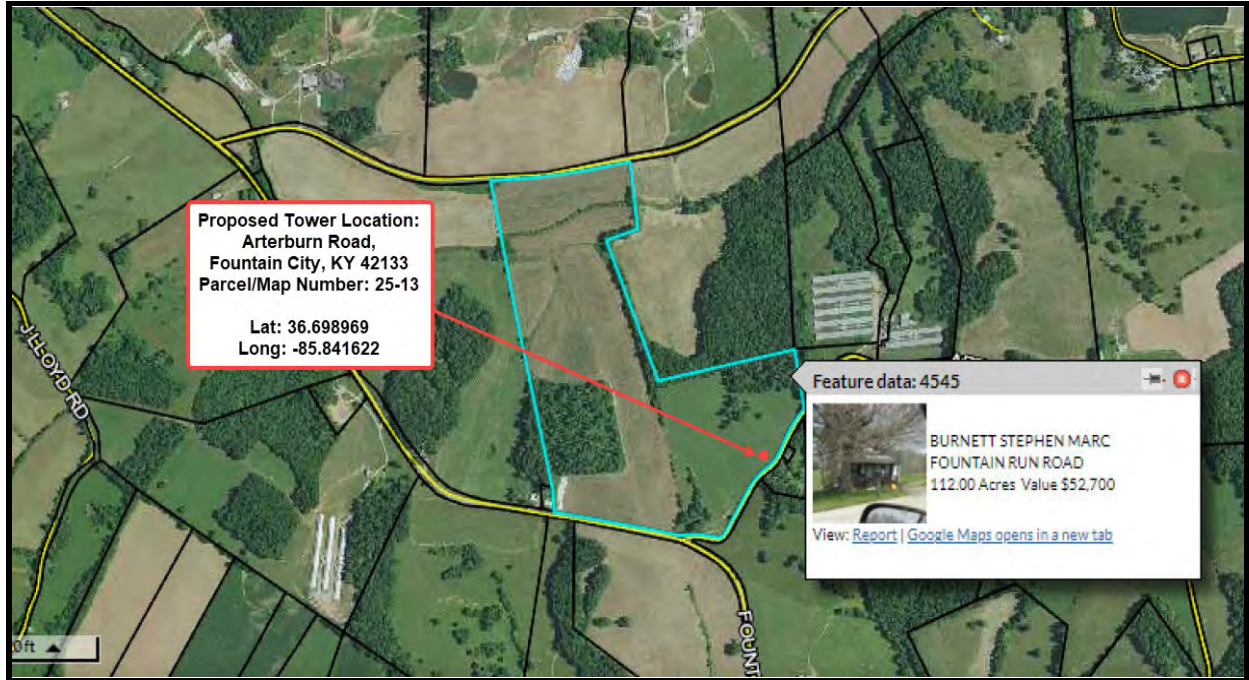 Proposed Tower Location:
Arterburn Road,
Fountain City, KY 42133
Parcel/Map Number: 25-13
Lat: 36.698969
Long: -85.841622
J LLOYD RD
Feature data: 4545
BURNETT STEPHEN MARC
FOUNTAIN RUN ROAD
112.00 Acres Value $52,700
View: Report | Google Maps opens in a new tab
FOUNT
0ft